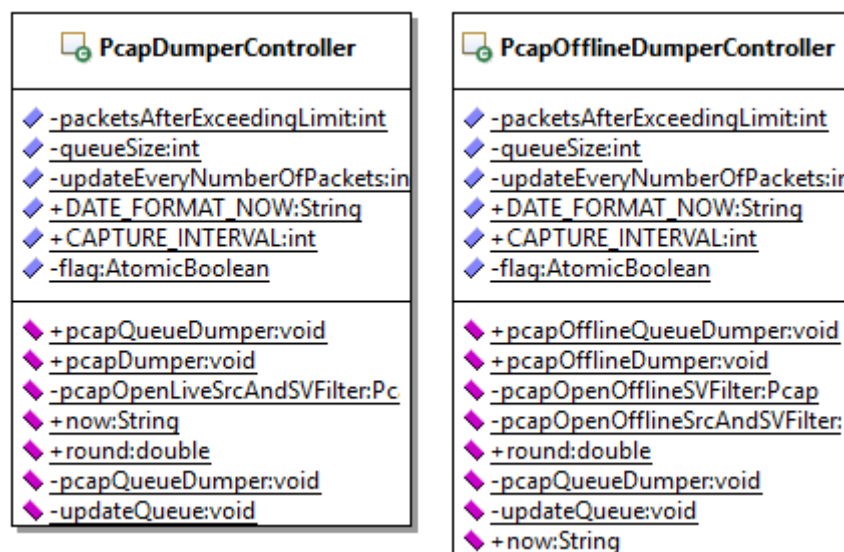 PcapDumperController
-packetsAfterExceedingLimit:int
-queueSize:int
-updateEveryNumberOfPackets:in
+DATE_FORMAT_NOW:String
+CAPTURE_INTERVAL:int
-flag:AtomicBoolean
+pcapQueueDumper:void
+pcapDumper:void
-pcapOpenLiveSrcAndSVFilter:Pc
+now:String
+round:double
-pcapQueueDumper:void
-updateQueue:void
PcapOfflineDumperController
-packetsAfterExceedingLimit:int
-queueSize:int
-updateEveryNumberOfPackets:in
+DATE_FORMAT_NOW:String
+CAPTURE_INTERVAL:int
-flag:AtomicBoolean
+pcapOfflineQueueDumper:void
+pcapOfflineDumper:void
-pcapOpenOfflineSVFilter:Pcap
-pcapOpenOfflineSrcAndSVFilter:
+round:double
-pcapQueueDumper:void
-updateQueue:void
+now:String